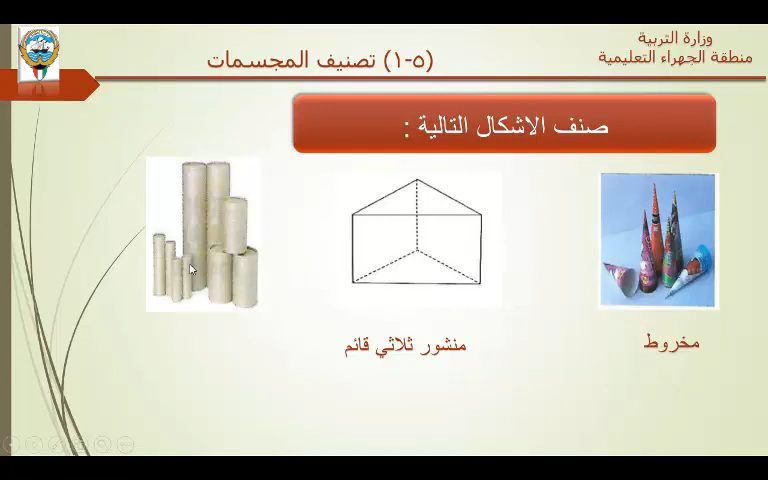 وزارة التربية
منطقة الجهراء التعليمية
(٥-١) تصنيف المجسمات
صنف الاشكال التالية :
مخروط
منشور ثلاثي قائم